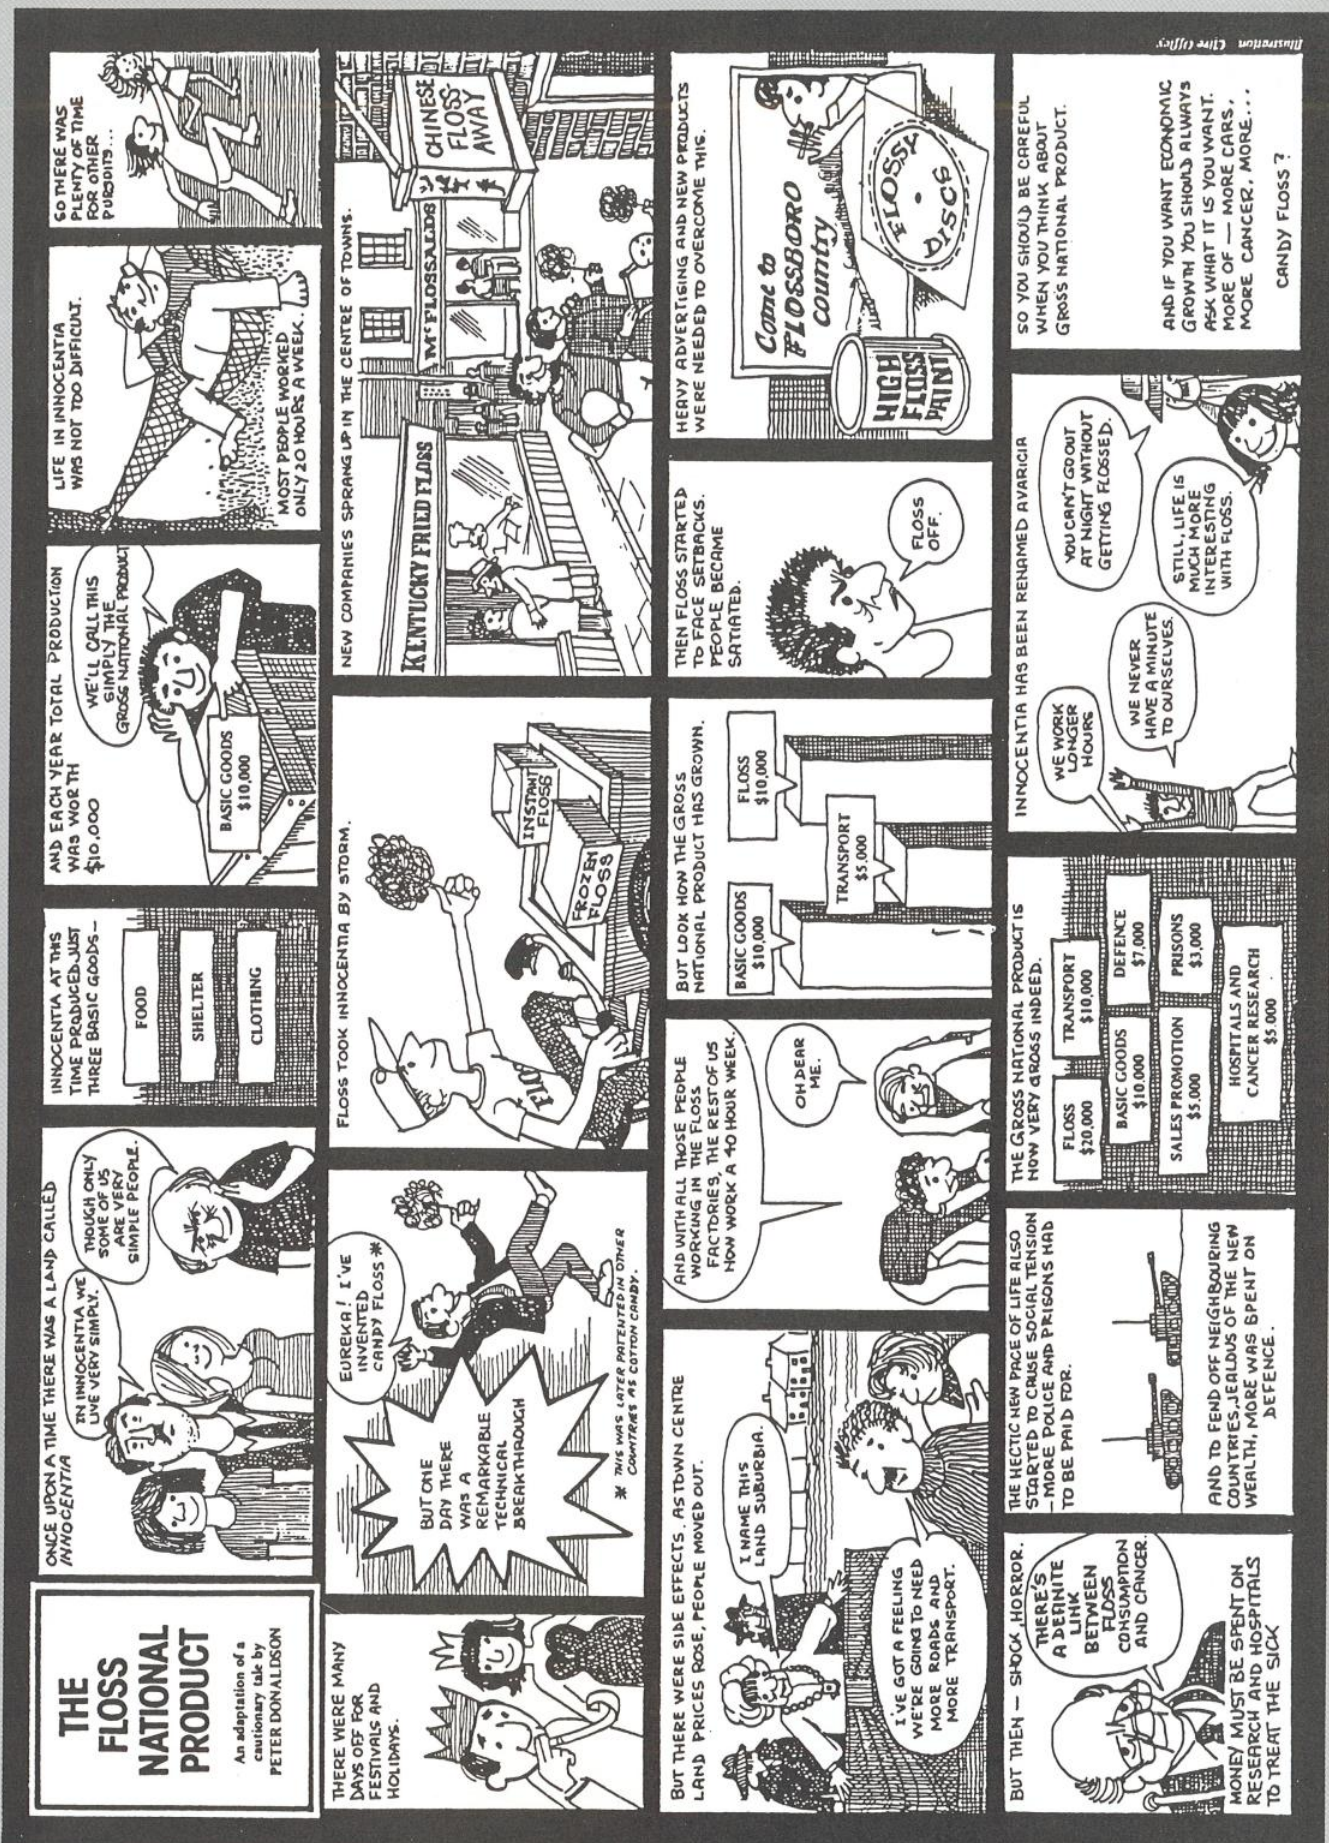 THE
FLOSS
NATIONAL
PRODUCT
An adaptation of a
cautionary tale by
PETER DONALDSON
ONCE UPON A TIME THERE WAS A LAND CALLED
INNOCENTIA
IN INNOCENTIA WE
LIVE VERY SIMPLY.
THOUGH ONLY
SOME OF US
ARE VERY
SIMPLE PEOPLE.
INNOCENTIA AT THIS
TIME PRODUCED JUST
THREE BASIC GOODS—
FOOD
SHELTER
CLOTHING
AND EACH YEAR TOTAL PRODUCTION
WAS WORTH
$10,000
WE'LL CALL THIS
SIMPLY THE
GROSS NATIONAL PRODUCT
BASIC GOODS
$10,000
LIFE IN INNOCENTIA
WAS NOT TOO DIFFICULT.
MOST PEOPLE WORKED
ONLY 20 HOURS A WEEK.
SO THERE WAS
PLENTY OF TIME
FOR OTHER
PURSUITS...
THERE WERE MANY
DAYS OFF FOR
FESTIVALS AND
HOLIDAYS.
BUT ONE
DAY THERE
WAS A
REMARKABLE
TECHNICAL
BREAKTHROUGH
EUREKA! I'VE
INVENTED
CANDY FLOSS *
* THIS WAS LATER PATENTED IN OTHER
COUNTRIES AS COTTON CANDY.
FLOSS TOOK INNOCENTIA BY STORM.
FLO
FROZEN
FLOSS
INSTANT
FLOSS
NEW COMPANIES SPRANG UP IN THE CENTRE OF TOWNS.
KENTUCKY FRIED FLOSS
McFLOSSALDS
CHINESE
FLOSS
AWAY
BUT THERE WERE SIDE EFFECTS. AS TOWN CENTRE
LAND PRICES ROSE, PEOPLE MOVED OUT.
I NAME THIS
LAND SUBURBIA.
I'VE GOT A FEELING
WE'RE GOING TO NEED
MORE ROADS AND
MORE TRANSPORT.
AND WITH ALL THOSE PEOPLE
WORKING IN THE FLOSS
FACTORIES, THE REST OF US
NOW WORK A 40 HOUR WEEK.
OH DEAR
ME.
BUT LOOK HOW THE GROSS
NATIONAL PRODUCT HAS GROWN.
BASIC GOODS
$10,000
TRANSPORT
$5,000
FLOSS
$10,000
THEN FLOSS STARTED
TO FACE SETBACKS.
PEOPLE BECAME
SATIATED.
FLOSS
OFF.
HEAVY ADVERTISING AND NEW PRODUCTS
WERE NEEDED TO OVERCOME THIS.
Come to
FLOSSBORO
country
HIGH
FLOSS
PAINT
FLOSSY
DISCS
BUT THEN — SHOCK, HORROR.
THERE'S
A DEFINITE
LINK
BETWEEN
FLOSS
CONSUMPTION
AND CANCER.
MONEY MUST BE SPENT ON
RESEARCH AND HOSPITALS
TO TREAT THE SICK
THE HECTIC NEW PACE OF LIFE ALSO
STARTED TO CAUSE SOCIAL TENSION
—MORE POLICE AND PRISONS HAD
TO BE PAID FOR.
AND TO FEND OFF NEIGHBOURING
COUNTRIES, JEALOUS OF THE NEW
WEALTH, MORE WAS SPENT ON
DEFENCE.
THE GROSS NATIONAL PRODUCT IS
NOW VERY GROSS INDEED.
FLOSS
$20,000
TRANSPORT
$10,000
BASIC GOODS
$10,000
DEFENCE
$7,000
SALES PROMOTION
$5,000
PRISONS
$3,000
HOSPITALS AND
CANCER RESEARCH
$5,000
INNOCENTIA HAS BEEN RENAMED AVARICIA
WE WORK
LONGER
HOURS
WE NEVER
HAVE A MINUTE
TO OURSELVES.
YOU CAN'T GO OUT
AT NIGHT WITHOUT
GETTING FLOSSED.
STILL, LIFE IS
MUCH MORE
INTERESTING
WITH FLOSS.
SO YOU SHOULD BE CAREFUL
WHEN YOU THINK ABOUT
GROSS NATIONAL PRODUCT.
AND IF YOU WANT ECONOMIC
GROWTH YOU SHOULD ALWAYS
ASK WHAT IT IS YOU WANT.
MORE OF — MORE CARS,
MORE CANCER, MORE...
CANDY FLOSS?
Illustration Clive Offley